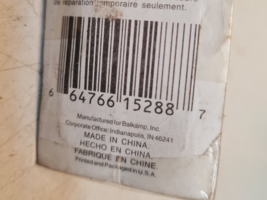 de réparation temporaire seulement.
6 64766 15288 7
Manufactured for Balkamp, Inc.
Corporate Office: Indianapolis, IN 46241
MADE IN CHINA.
HECHO EN CHINA.
FABRIQUE EN CHINE.
Printed and Packaged in U.S.A.